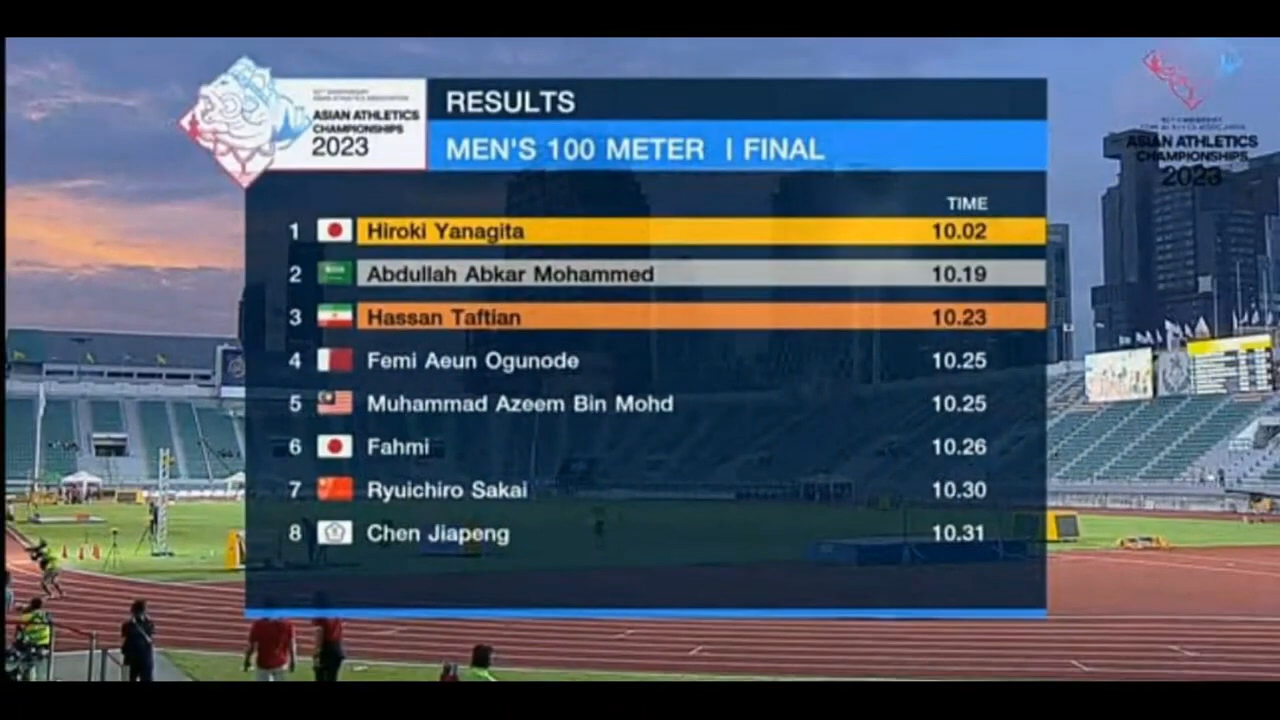 RESULTS
ASIAN ATHLETICS
CHAMPIONSHIPS
2023
MEN'S 100 METER | FINAL
ASIAN ATHLETICS
CHAMPIONSHIPS
2023
TIME
1 Hiroki Yanagita 10.02
2 Abdullah Abkar Mohammed 10.19
3 Hassan Taftian 10.23
4 Femi Aeun Ogunode 10.25
5 Muhammad Azeem Bin Mohd 10.25
6 Fahmi 10.26
7 Ryuichiro Sakai 10.30
8 Chen Jiapeng 10.31